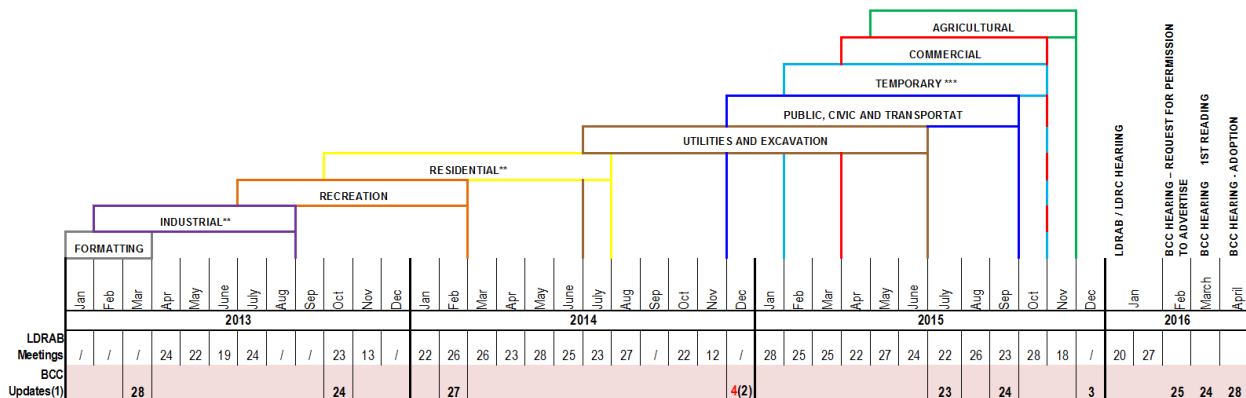 AGRICULTURAL
COMMERCIAL
TEMPORARY ***
PUBLIC, CIVIC AND TRANSPORTAT
UTILITIES AND EXCAVATION
RESIDENTIAL**
RECREATION
INDUSTRIAL**
FORMATTING
LDRAB / LDRC HEARING
BCC HEARING – REQUEST FOR PERMISSION
TO ADVERTISE
BCC HEARING 1ST READING
BCC HEARING - ADOPTION
Jan Feb Mar Apr May June July Aug Sep Oct Nov Dec Jan Feb Mar Apr May June July Aug Sep Oct Nov Dec Jan Feb Mar Apr May June July Aug Sep Oct Nov Dec Jan Feb March April
2013 2014 2015 2016
LDRAB
Meetings / / / 24 22 19 24 / / 23 13 / 22 26 26 23 28 25 23 27 / 22 12 / 28 25 25 22 27 24 22 26 23 28 18 / 20 27
BCC
Updates(1) 28 24 27 4(2) 23 24 3 25 24 28